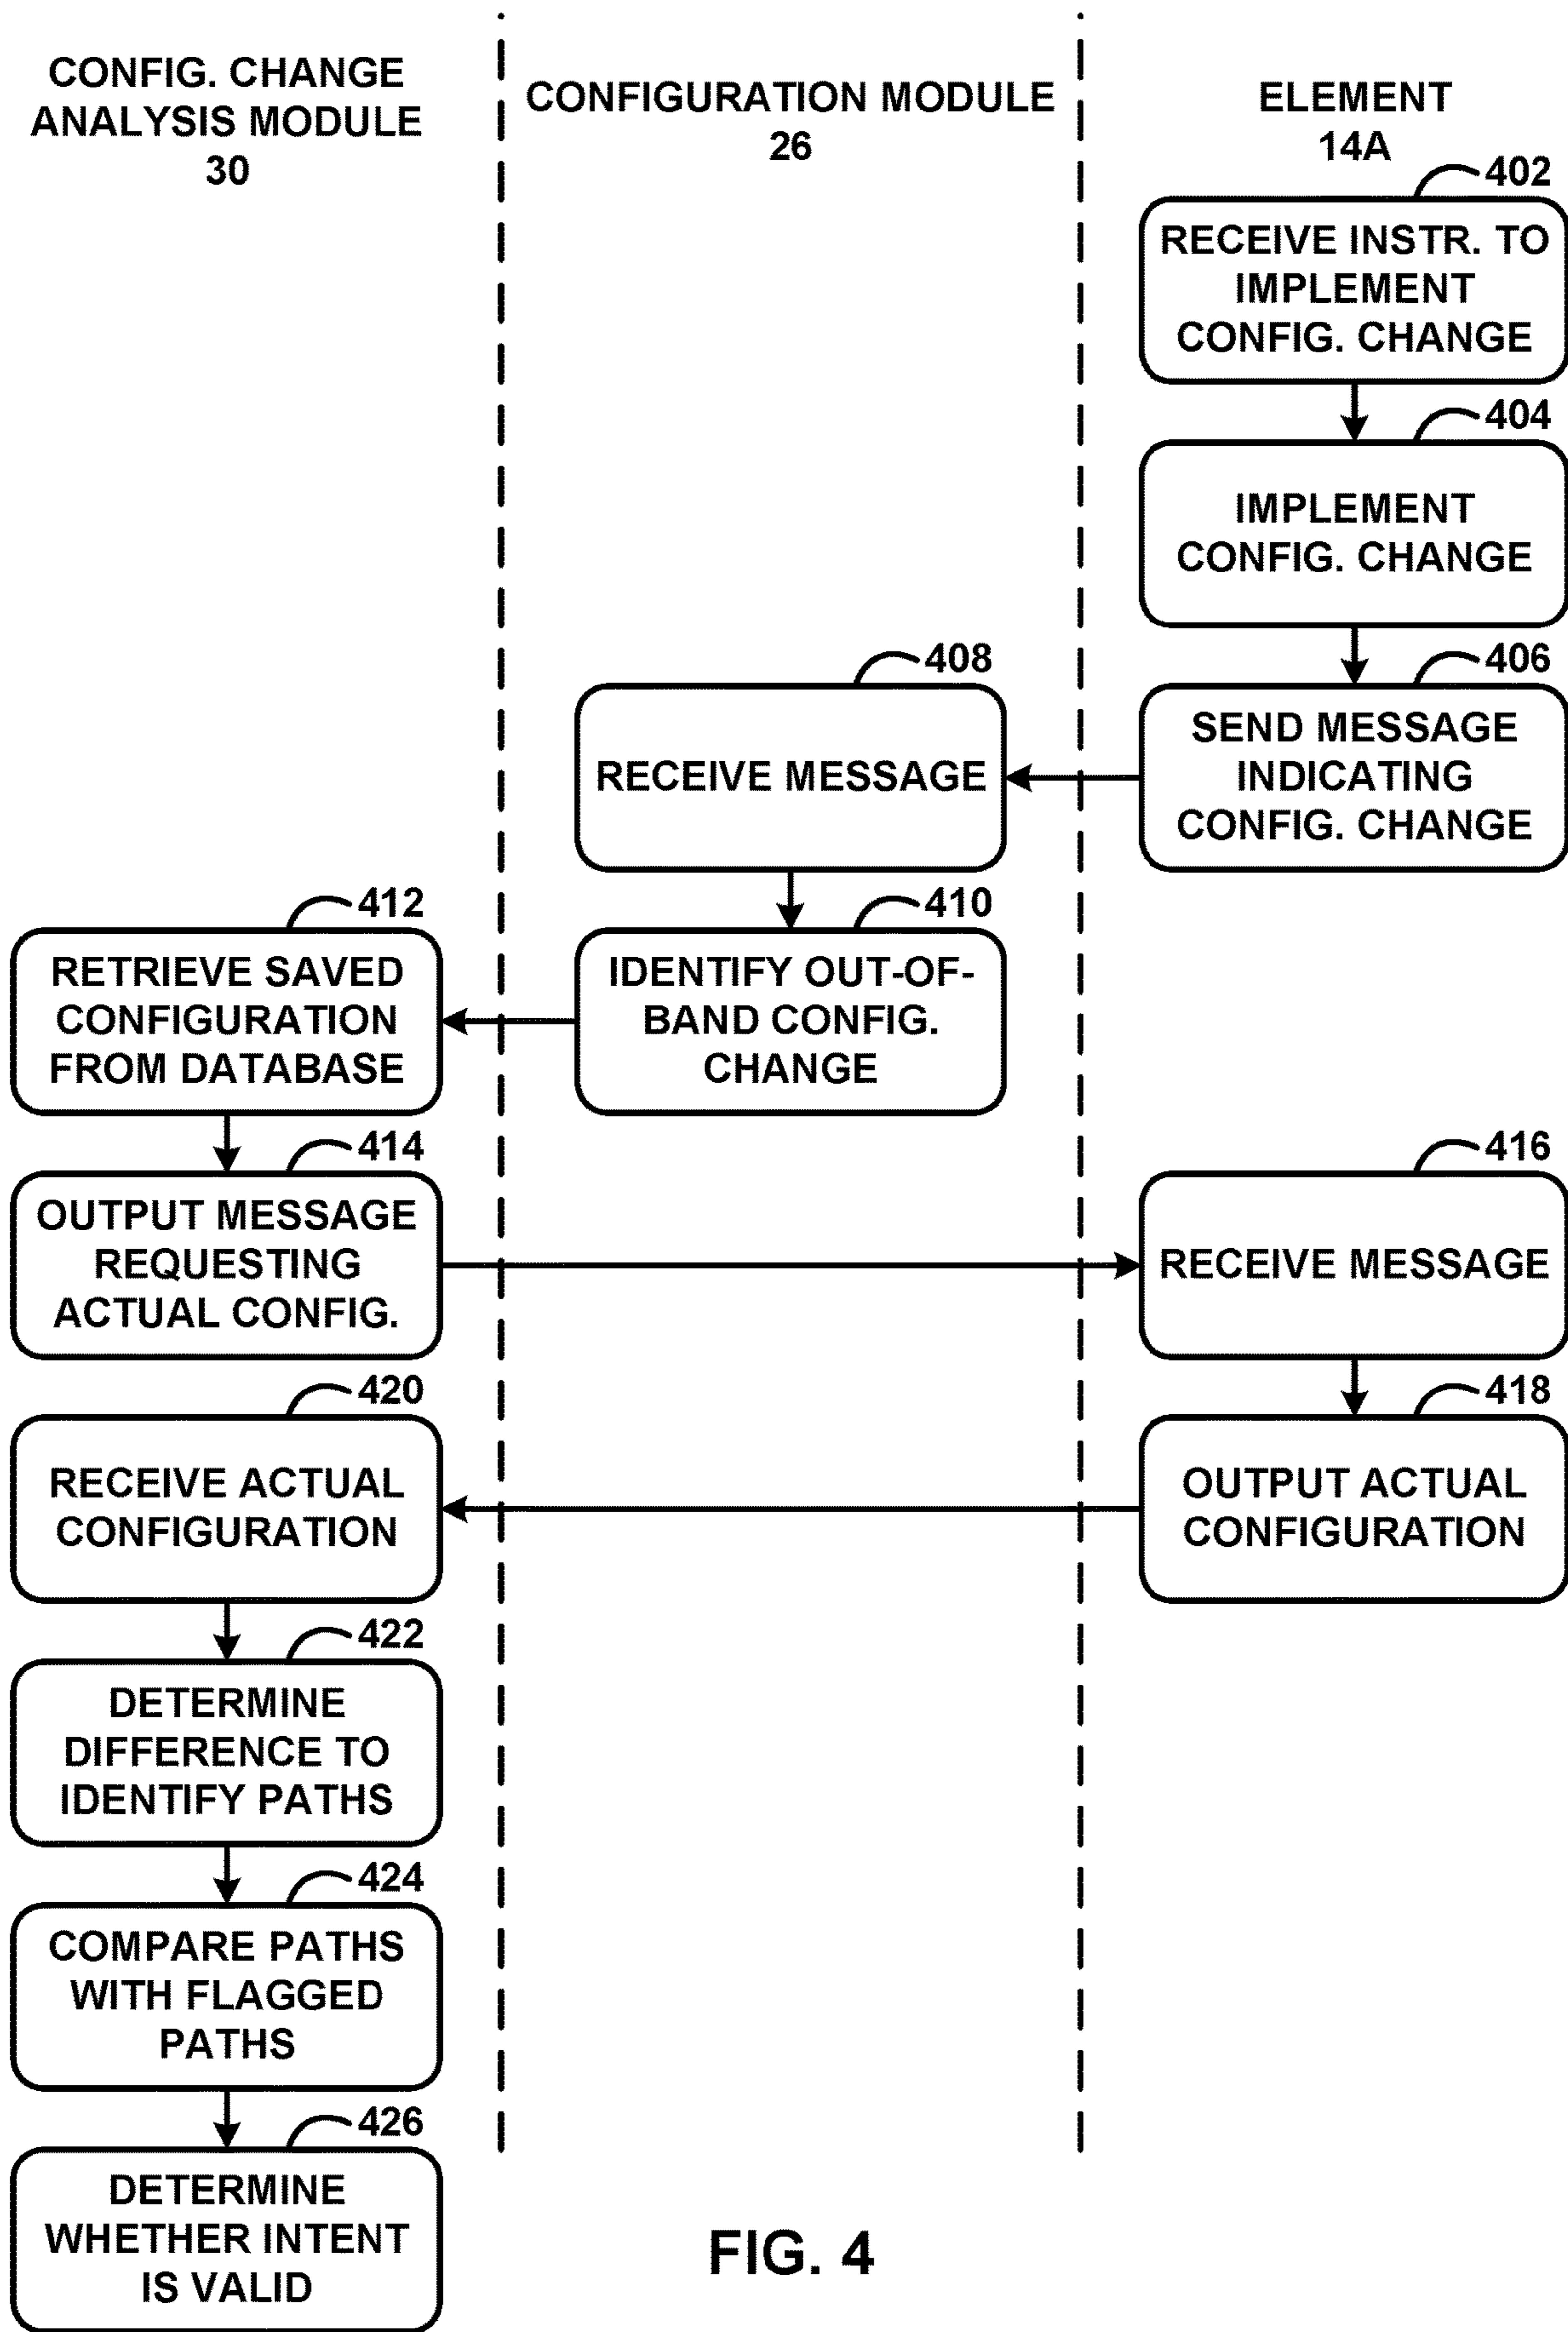 CONFIG. CHANGE
ANALYSIS MODULE
30
CONFIGURATION MODULE
26
ELEMENT
14A
402
RECEIVE INSTR. TO
IMPLEMENT
CONFIG. CHANGE
404
IMPLEMENT
CONFIG. CHANGE
406
SEND MESSAGE
INDICATING
CONFIG. CHANGE
408
RECEIVE MESSAGE
410
IDENTIFY OUT-OF-
BAND CONFIG.
CHANGE
412
RETRIEVE SAVED
CONFIGURATION
FROM DATABASE
414
OUTPUT MESSAGE
REQUESTING
ACTUAL CONFIG.
416
RECEIVE MESSAGE
418
OUTPUT ACTUAL
CONFIGURATION
420
RECEIVE ACTUAL
CONFIGURATION
422
DETERMINE
DIFFERENCE TO
IDENTIFY PATHS
424
COMPARE PATHS
WITH FLAGGED
PATHS
426
DETERMINE
WHETHER INTENT
IS VALID
FIG. 4